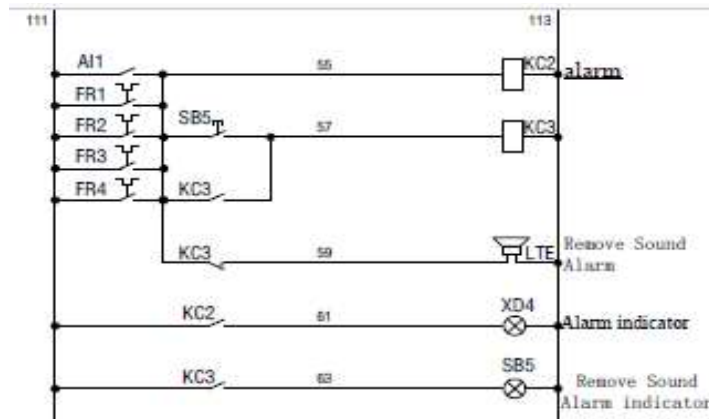 111 113
AI1 55 KC2 alarm
FR1
FR2 SB5 57 KC3
FR3
FR4 KC3
KC3 59 LTE Remove Sound
Alarm
KC2 61 XD4 Alarm indicator
KC3 63 SB5 Remove Sound
Alarm indicator